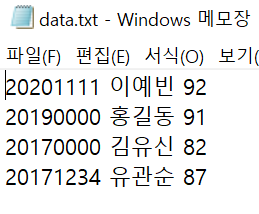 data.txt - Windows 메모장
파일(F) 편집(E) 서식(O) 보기(
20201111 이예빈 92
20190000 홍길동 91
20170000 김유신 82
20171234 유관순 87